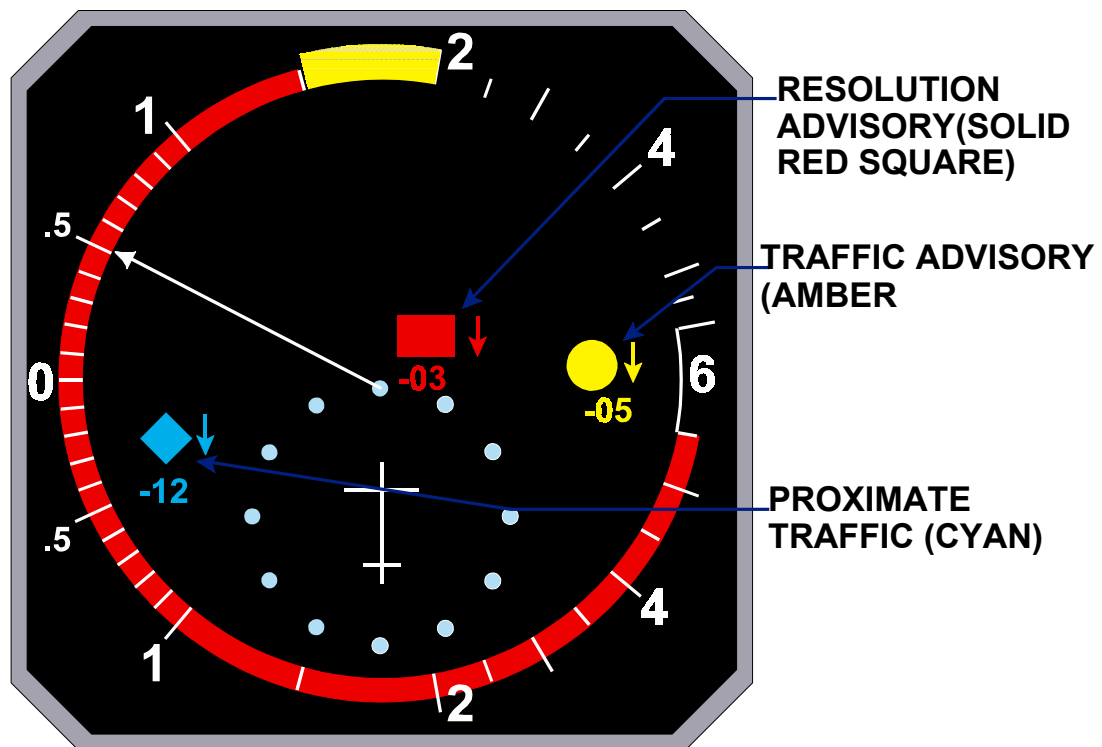 2
1
RESOLUTION
ADVISORY(SOLID
RED SQUARE)
4
.5
TRAFFIC ADVISORY
(AMBER
0
-03
6
-05
-12
PROXIMATE
TRAFFIC (CYAN)
.5
4
1
2